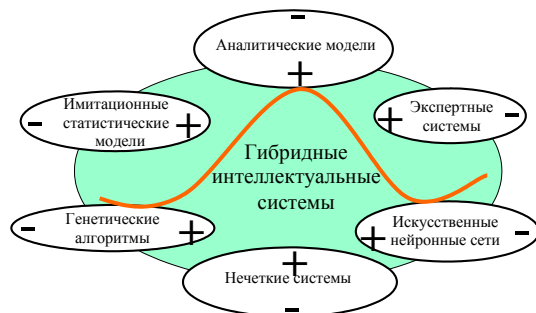 Аналитические модели
Имитационные
статистические
модели
Экспертные
системы
Гибридные
интеллектуальные
системы
Генетические
алгоритмы
Искусственные
нейронные сети
Нечеткие системы